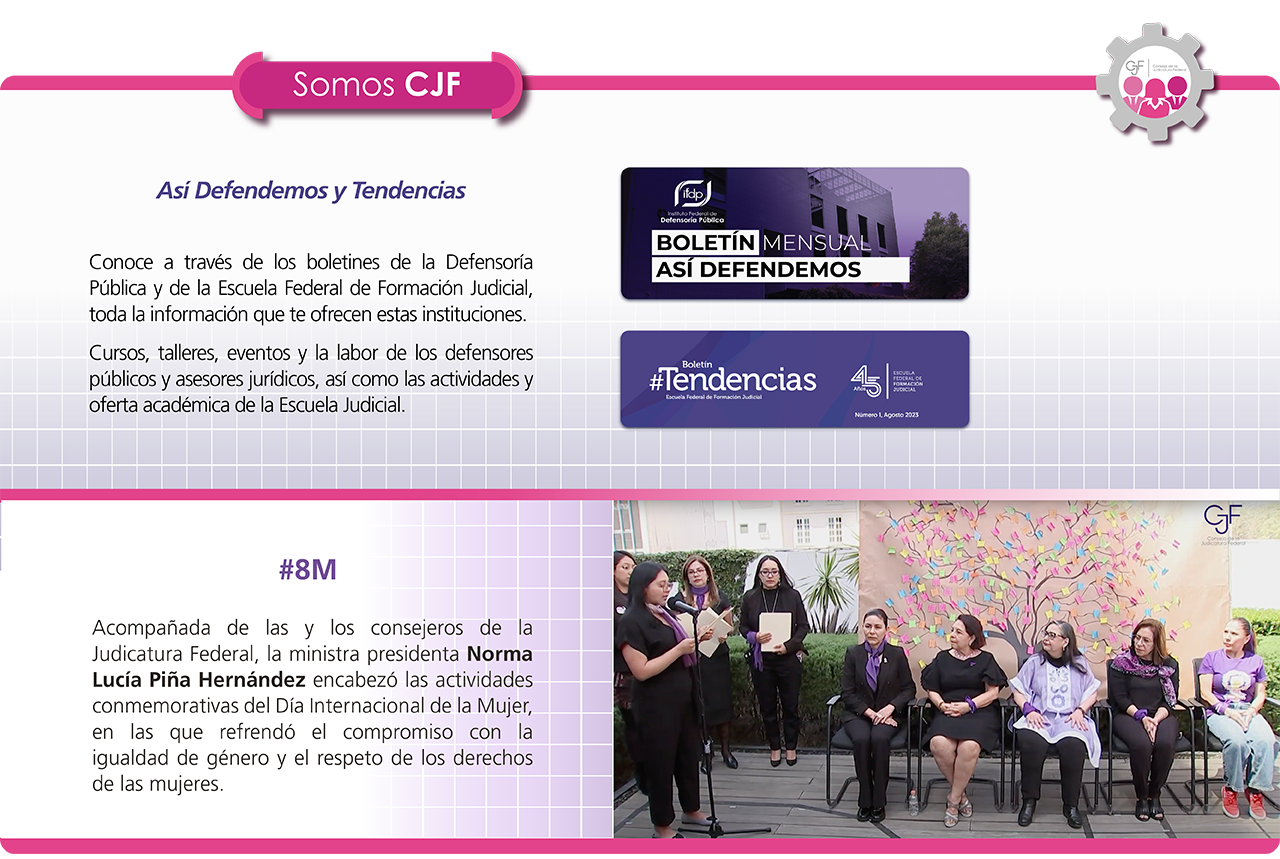 Somos CJF
CJF Consejo de la
Judicatura Federal
Así Defendemos y Tendencias
Conoce a través de los boletines de la Defensoría
Pública y de la Escuela Federal de Formación Judicial,
toda la información que te ofrecen estas instituciones.
Cursos, talleres, eventos y la labor de los defensores
públicos y asesores jurídicos, así como las actividades y
oferta académica de la Escuela Judicial.
ifdp
Instituto Federal de
Defensoría Pública
BOLETÍN MENSUAL
ASÍ DEFENDEMOS
Boletín
#Tendencias
Escuela Federal de Formación Judicial
45
Años
ESCUELA
FEDERAL DE
FORMACIÓN
JUDICIAL
Número I, Agosto 2023
#8M
Acompañada de las y los consejeros de la
Judicatura Federal, la ministra presidenta Norma
Lucía Piña Hernández encabezó las actividades
conmemorativas del Día Internacional de la Mujer,
en las que refrendó el compromiso con la
igualdad de género y el respeto de los derechos
de las mujeres.
CJF
Consejo de la
Judicatura Federal